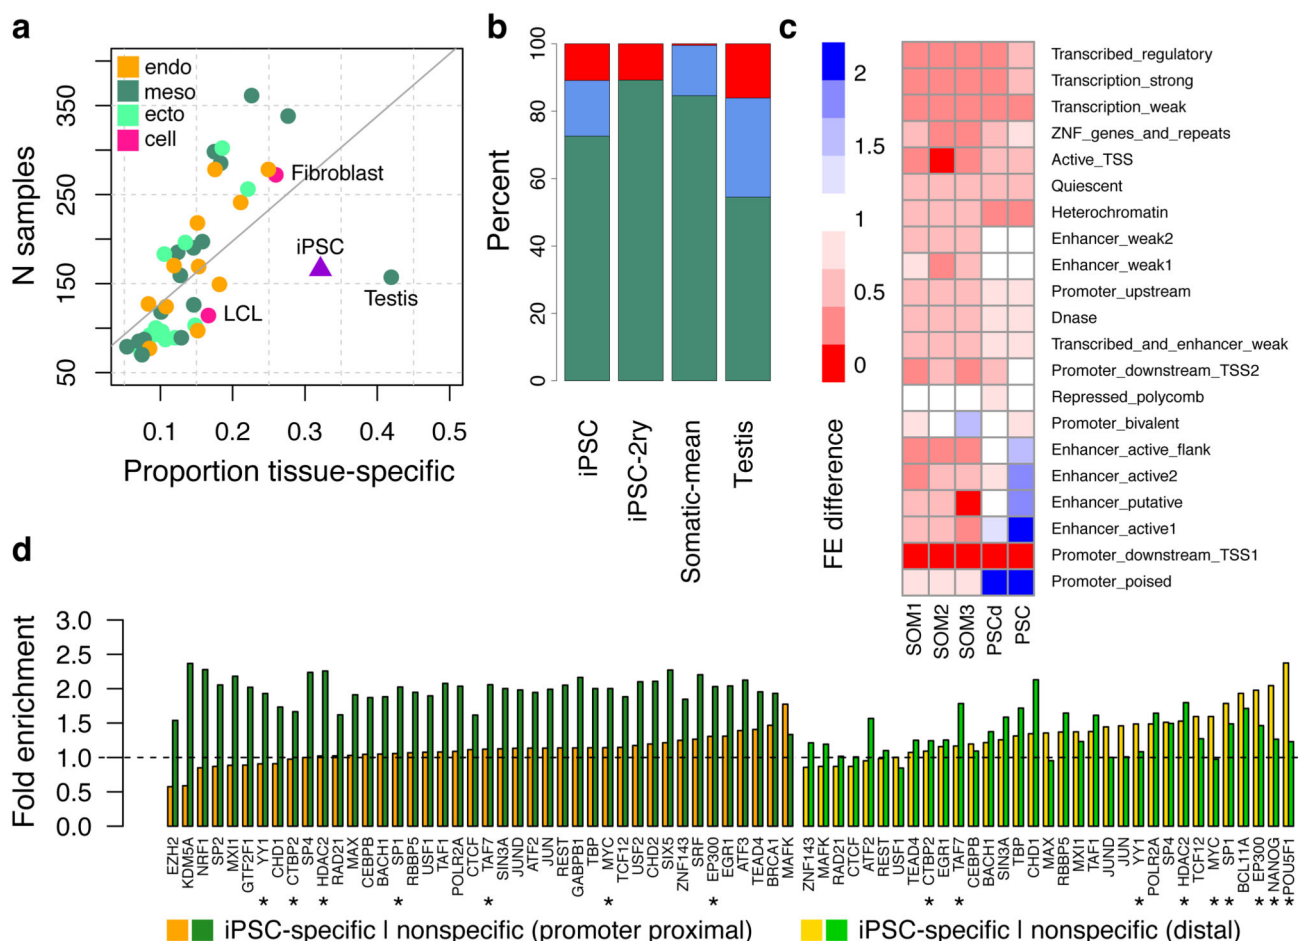 a
endo
meso
ecto
cell
N samples
350
250
150
50
Fibroblast
iPSC
Testis
LCL
0.1 0.2 0.3 0.4 0.5
Proportion tissue-specific
b
Percent
100
80
60
40
20
0
iPSC
iPSC-2ry
Somatic-mean
Testis
c
2
1.5
1
0.5
0
FE difference
Transcribed_regulatory
Transcription_strong
Transcription_weak
ZNF_genes_and_repeats
Active_TSS
Quiescent
Heterochromatin
Enhancer_weak2
Enhancer_weak1
Promoter_upstream
Dnase
Transcribed_and_enhancer_weak
Promoter_downstream_TSS2
Repressed_polycomb
Promoter_bivalent
Enhancer_active_flank
Enhancer_active2
Enhancer_putative
Enhancer_active1
Promoter_downstream_TSS1
Promoter_poised
SOM1
SOM2
SOM3
PSCd
PSC
d
Fold enrichment
3.0
2.5
2.0
1.5
1.0
0.5
0.0
EZH2
KDM5A
NRF1
SP2
MXI1
GTF2F1
YY1 *
CHD1
CTBP2 *
SP4
HDAC2 *
RAD21
MAX
CEBPB
BACH1
SP1 *
RBBP5
USF1
TAF1
POLR2A
CTCF
TAF7 *
SIN3A
JUND
ATF2
JUN
REST
GABPB1
TBP
MYC *
TCF12
USF2
CHD2
SIX5
ZNF143
SRF
EP300 *
EGR1
ATF3
TEAD4
BRCA1
MAFK
ZNF143
MAFK
RAD21
CTCF
ATF2
REST
USF1
TEAD4
CTBP2 *
EGR1
TAF7 *
CEBPB
BACH1
SIN3A
TBP
CHD1
MAX
RBBP5
MXI1
TAF1
JUND
JUN
YY1 *
POLR2A
SP4
HDAC2 *
TCF12
MYC *
SP1 *
BCL11A
EP300 *
NANOG *
POU5F1 *
iPSC-specific | nonspecific (promoter proximal)
iPSC-specific | nonspecific (distal)